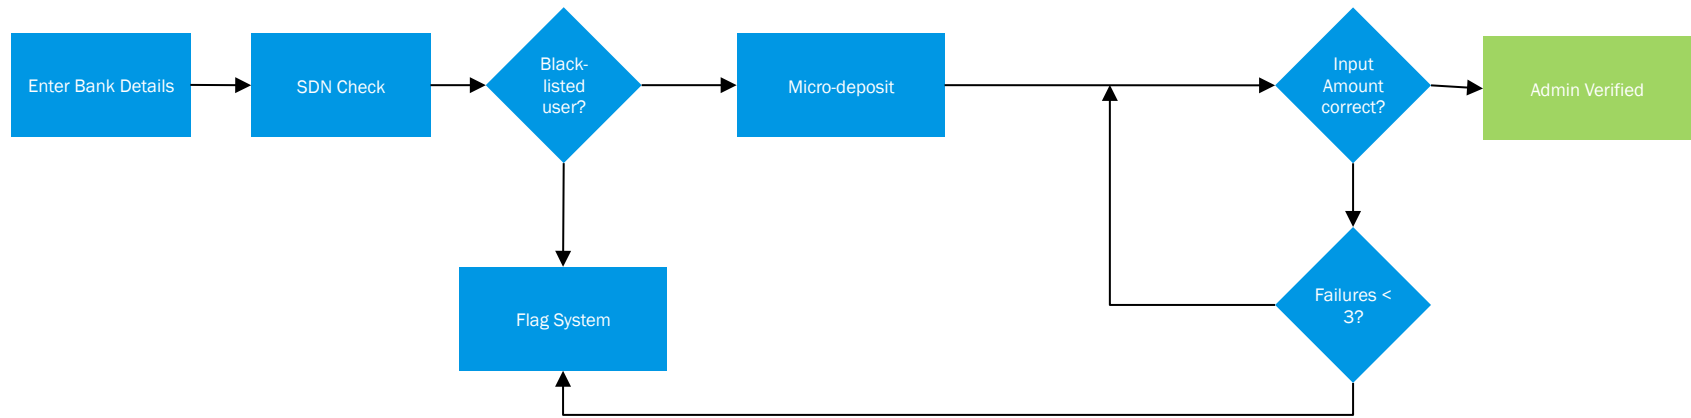 Enter Bank Details
SDN Check
Black-
listed
user?
Micro-deposit
Input
Amount
correct?
Admin Verified
Flag System
Failures <
3?